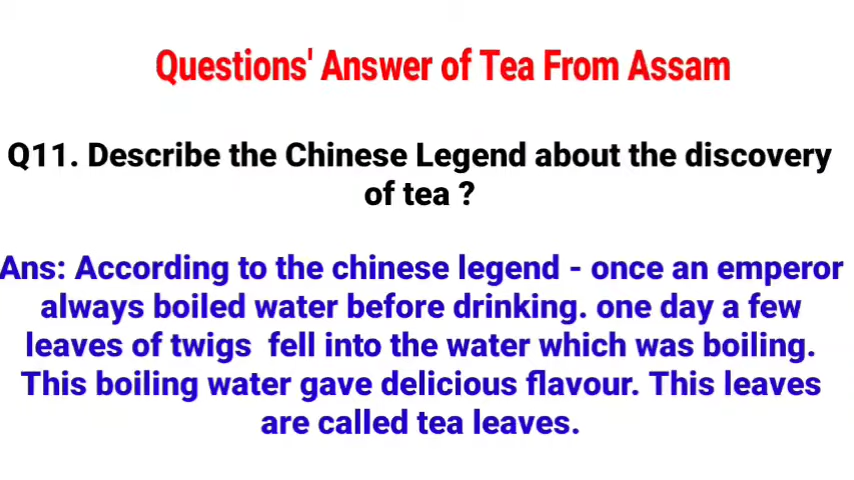 Questions' Answer of Tea From Assam
Q11. Describe the Chinese Legend about the discovery
of tea ?
Ans: According to the chinese legend - once an emperor
always boiled water before drinking. one day a few
leaves of twigs fell into the water which was boiling.
This boiling water gave delicious flavour. This leaves
are called tea leaves.